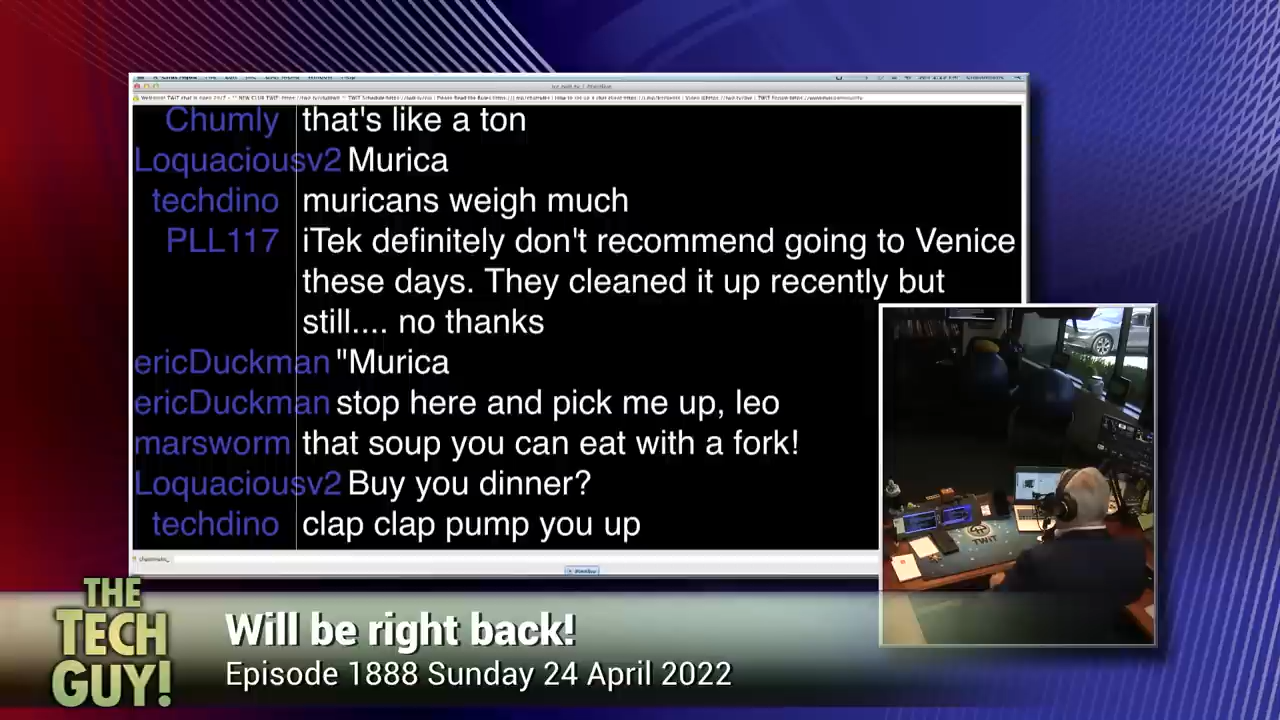 Chumly that's like a ton
Loquaciousv2 Murica
techdino muricans weigh much
PLL117 iTek definitely don't recommend going to Venice
these days. They cleaned it up recently but
still.... no thanks
ericDuckman "Murica
ericDuckman stop here and pick me up, leo
marsworm that soup you can eat with a fork!
Loquaciousv2 Buy you dinner?
techdino clap clap pump you up
TWiT
THE
TECH
GUY!
Will be right back!
Episode 1888 Sunday 24 April 2022